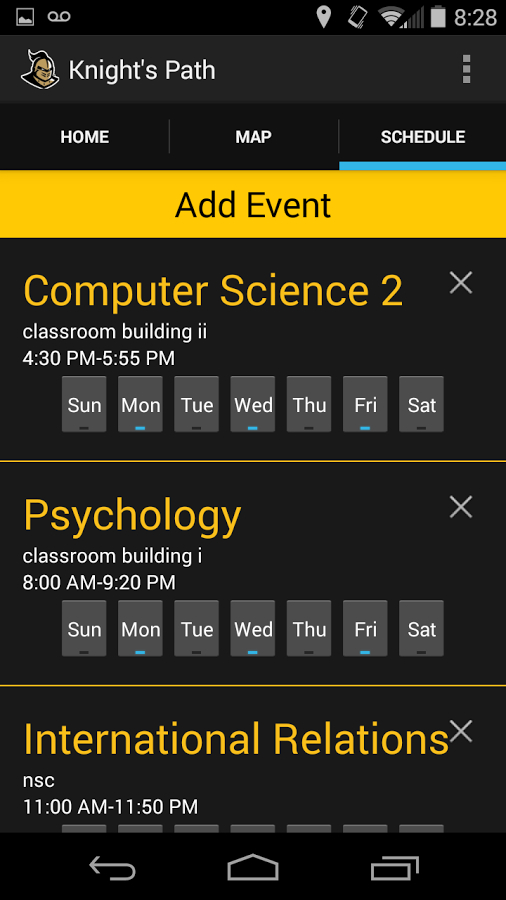 8:28
Knight's Path
HOME MAP SCHEDULE
Add Event
Computer Science 2
classroom building ii
4:30 PM-5:55 PM
Sun Mon Tue Wed Thu Fri Sat
Psychology
classroom building i
8:00 AM-9:20 PM
Sun Mon Tue Wed Thu Fri Sat
International Relations
nsc
11:00 AM-11:50 PM